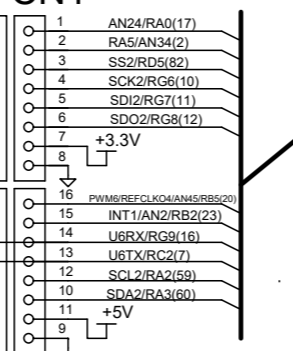 1 AN24/RA0(17)
2 RA5/AN34(2)
3 SS2/RD5(82)
4 SCK2/RG6(10)
5 SDI2/RG7(11)
6 SDO2/RG8(12)
7 +3.3V
8
16 PWM6/REFCLKO4/AN45/RB5(20)
15 INT1/AN2/RB2(23)
14 U6RX/RG9(16)
13 U6TX/RC2(7)
12 SCL2/RA2(59)
10 SDA2/RA3(60)
11 +5V
9